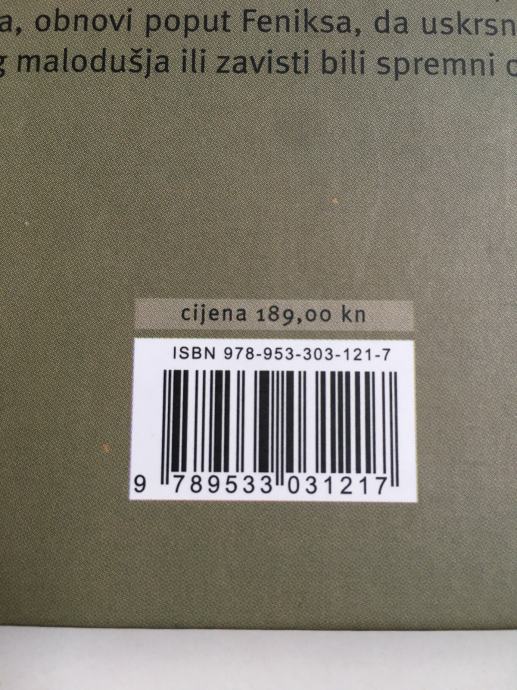 a, obnovi poput Feniksa, da uskrsn
malodušja ili zavisti bili spremni
cijena 189,00 kn
ISBN 978-953-303-121-7
9 789533 031217